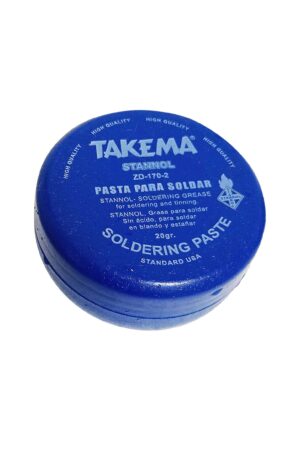 HIGH QUALITY HIGH QUALITY HIGH QUALITY HIGH QUALITY
TAKEMA®
STANNOL
ZD-170-2
PASTA PARA SOLDAR
STANNOL- SOLDERING GREASE
for soldering and tinning.
STANNOL. Grasa para soldar
Sin ácido, para soldar
en blando y estañar
20gr.
SOLDERING PASTE
STANDARD USA